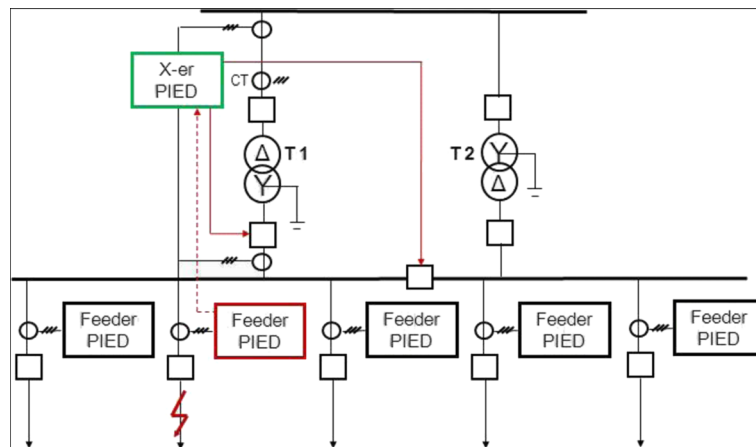 X-er
PIED
CT
Δ
Y
T1
T2
Y
Δ
Feeder
PIED
Feeder
PIED
Feeder
PIED
Feeder
PIED
Feeder
PIED